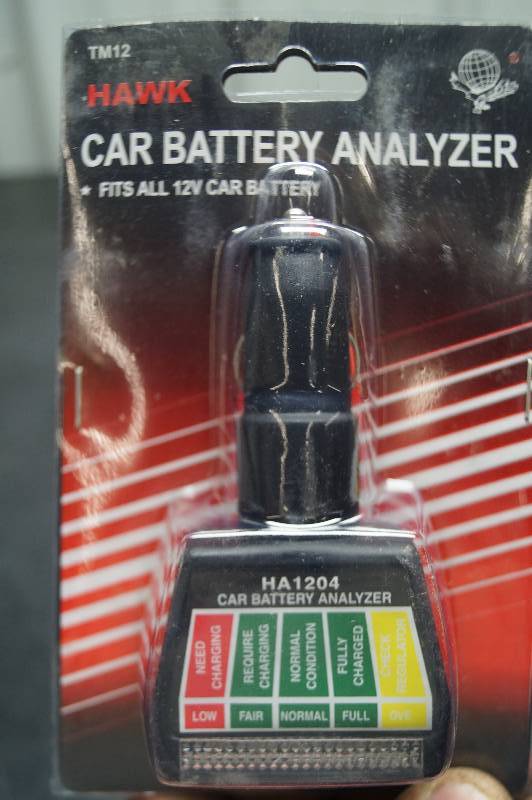 TM12
HAWK
®
CAR BATTERY ANALYZER
★ FITS ALL 12V CAR BATTERY
HA1204
CAR BATTERY ANALYZER
NEED CHARGING
REQUIRE CHARGING
NORMAL CONDITION
FULLY CHARGED
CHECK REGULATOR
LOW FAIR NORMAL FULL OVE